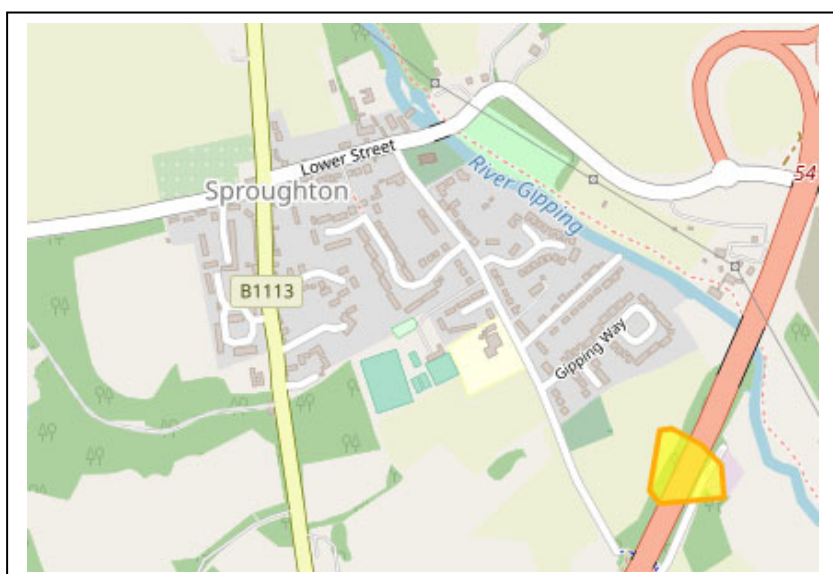 Lower Street
Sproughton
River Gipping
54
B1113
Gipping Way